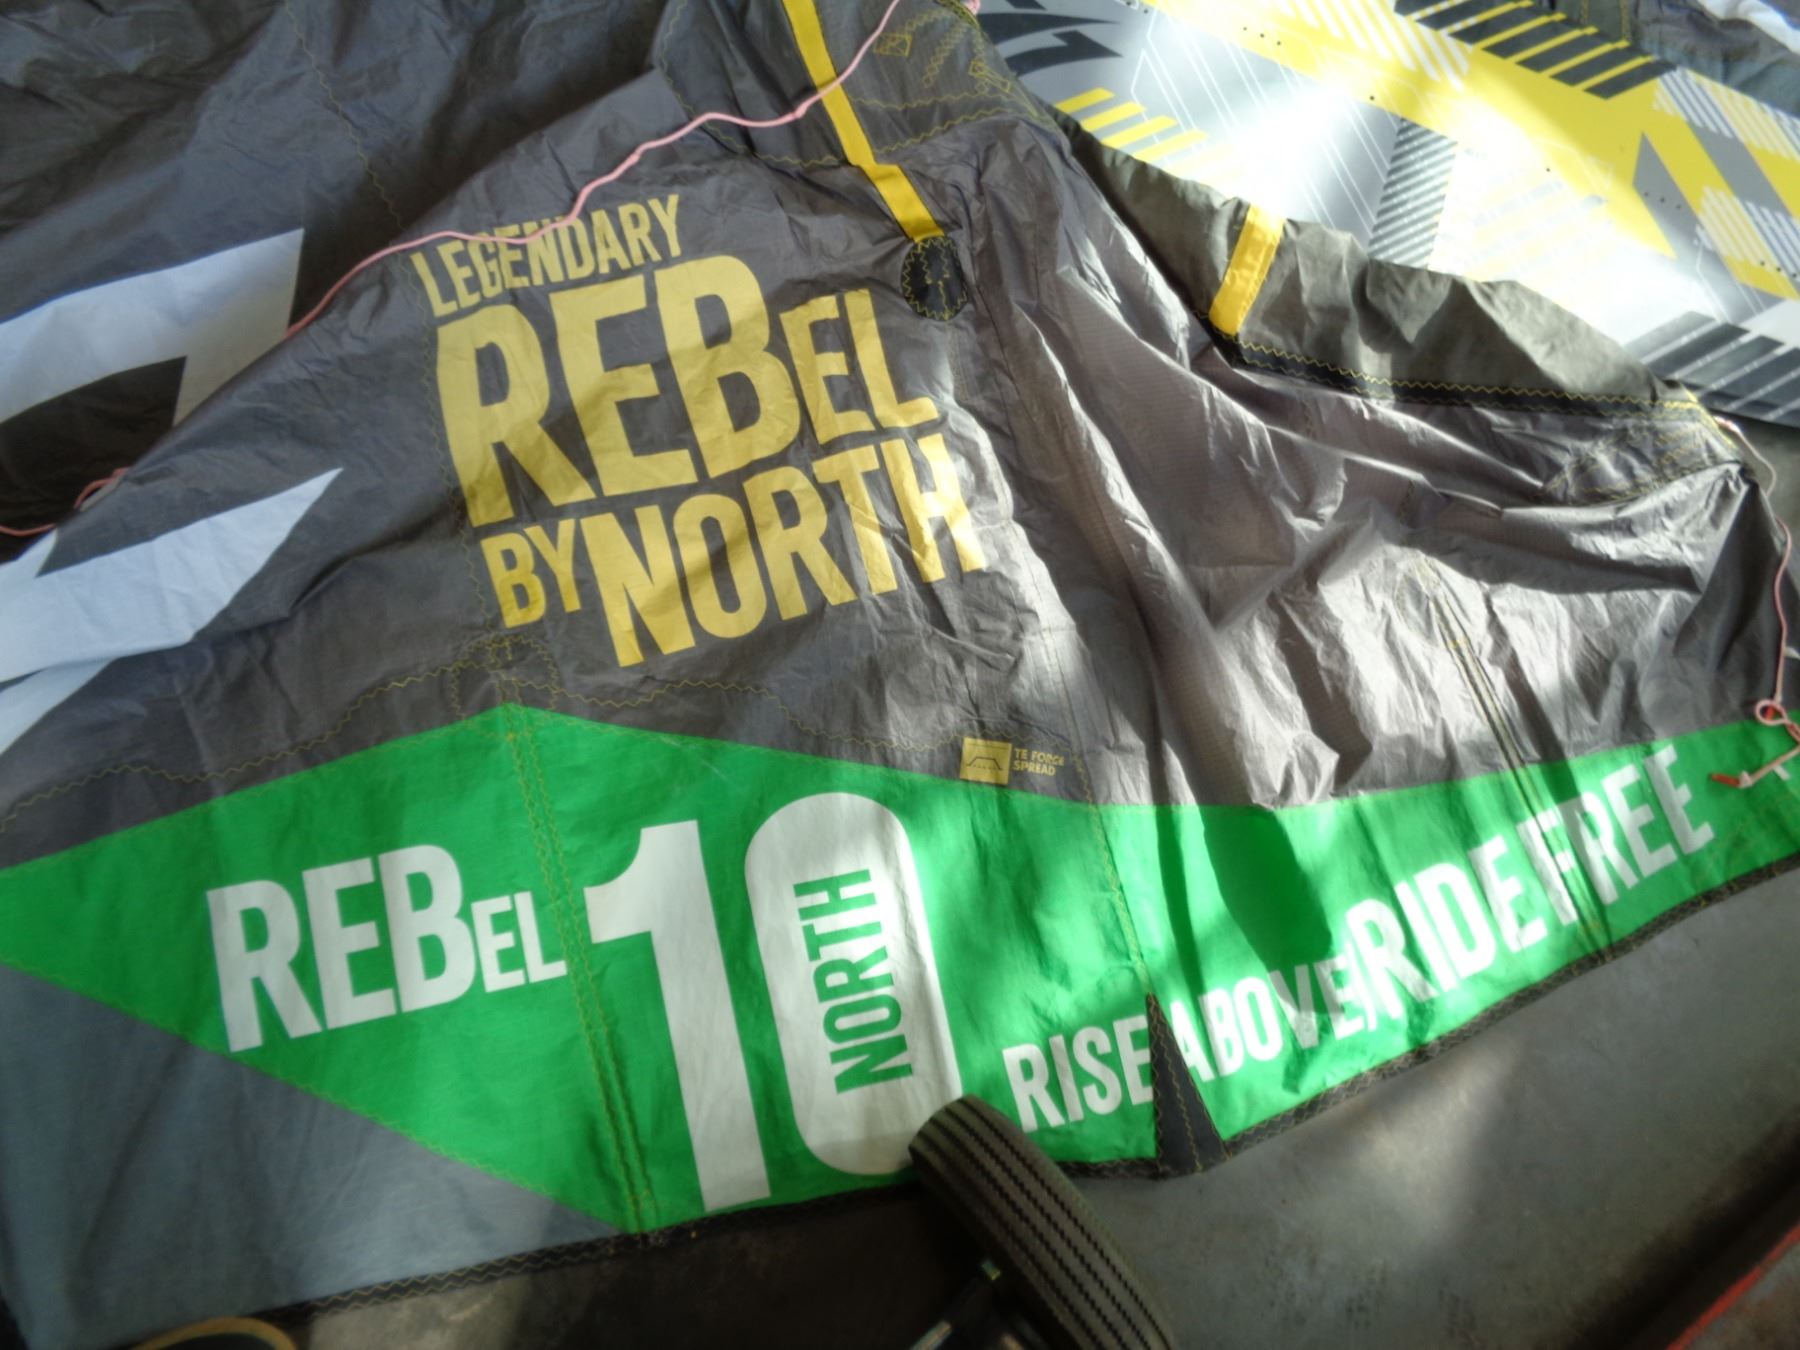 LEGENDARY
REBEL
BY NORTH
TE FORCE
SPREAD
REBEL 10
NORTH
RISE ABOVE/RIDE FREE